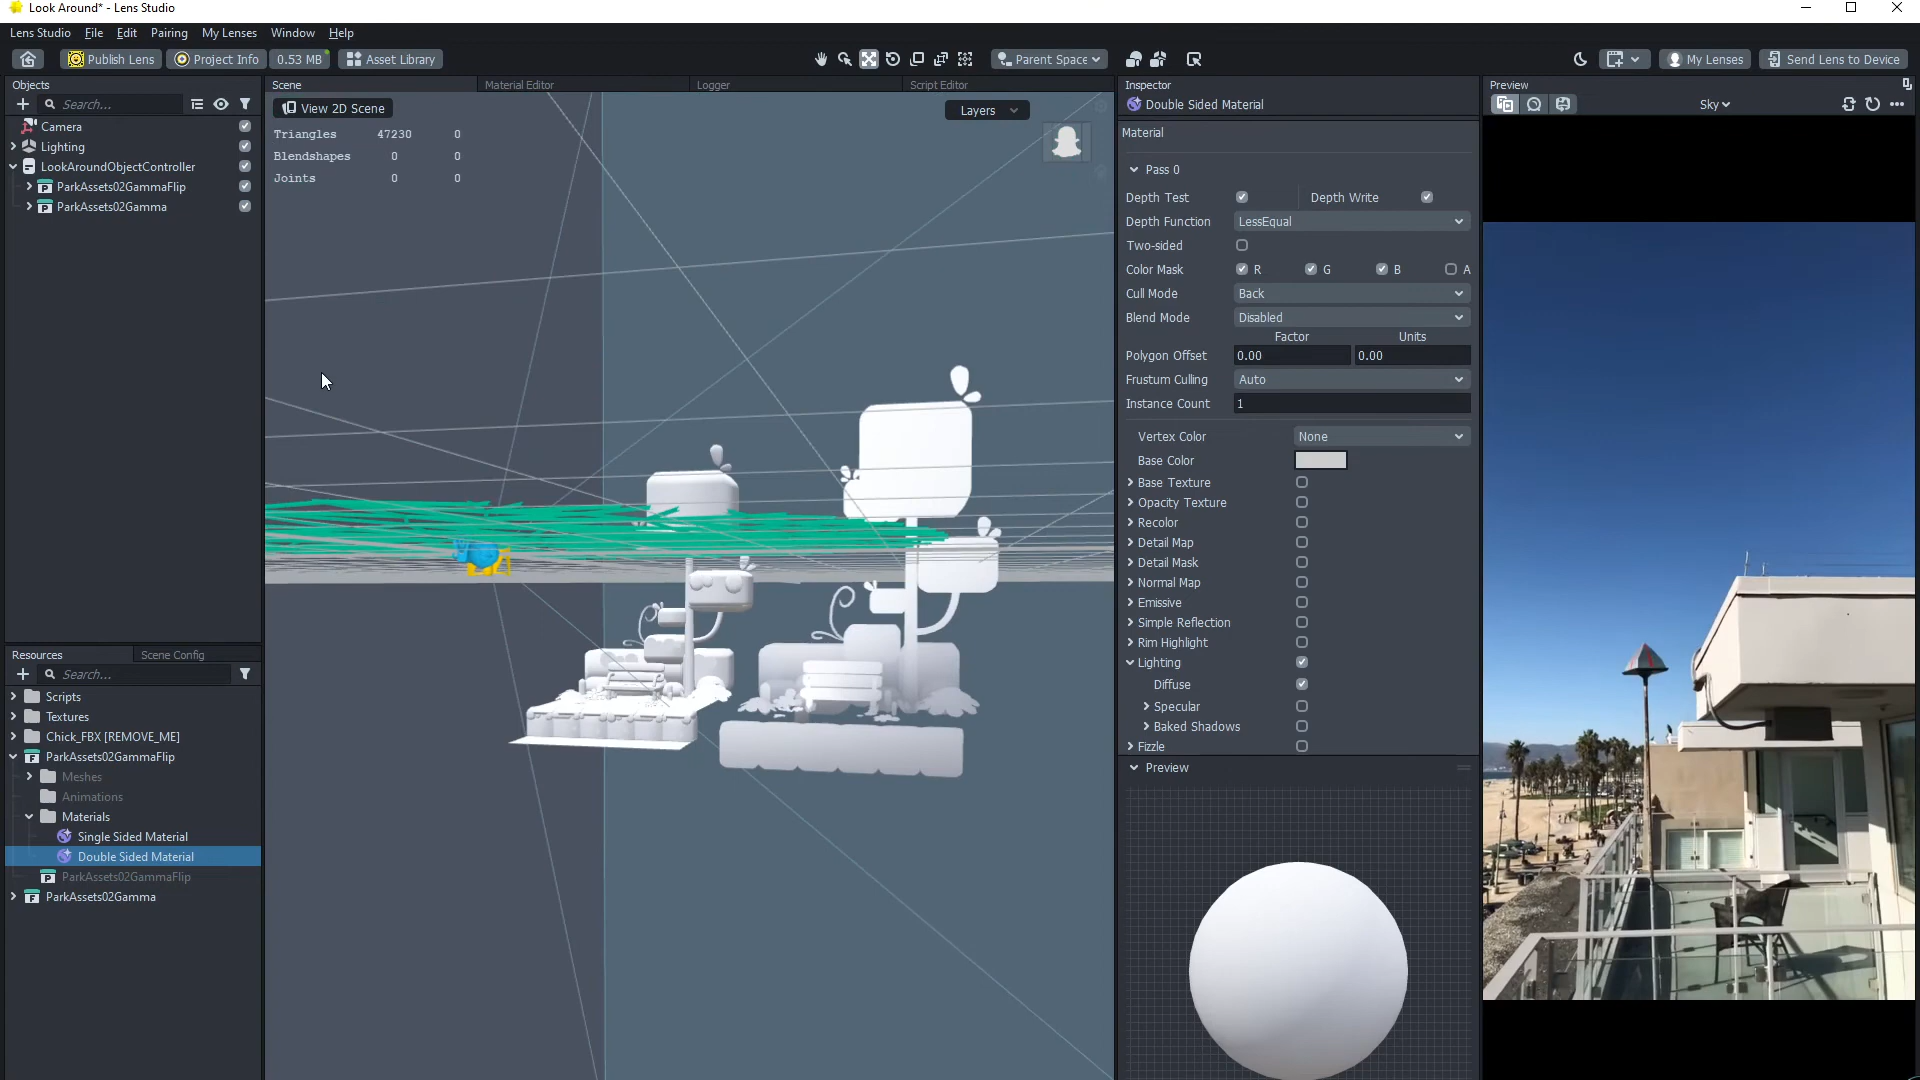 Look Around* - Lens Studio
Lens Studio File Edit Pairing My Lenses Window Help
Publish Lens Project Info 0.53 MB Asset Library Parent Space My Lenses Send Lens to Device
Objects
Search...
Camera
Lighting
LookAroundObjectController
ParkAssets02GammaFlip
ParkAssets02Gamma
Resources Scene Config
Search...
Scripts
Textures
Chick_FBX [REMOVE_ME]
ParkAssets02GammaFlip
Meshes
Animations
Materials
Single Sided Material
Double Sided Material
ParkAssets02GammaFlip
ParkAssets02Gamma
Scene Material Editor Logger Script Editor
View 2D Scene Layers
Triangles 47230 0
Blendshapes 0 0
Joints 0 0
Inspector
Double Sided Material
Material
Pass 0
Depth Test Depth Write
Depth Function LessEqual
Two-sided
Color Mask R G B A
Cull Mode Back
Blend Mode Disabled
Factor Units
Polygon Offset 0.00 0.00
Frustum Culling Auto
Instance Count 1
Vertex Color None
Base Color
Base Texture
Opacity Texture
Recolor
Detail Map
Detail Mask
Normal Map
Emissive
Simple Reflection
Rim Highlight
Lighting
Diffuse
Specular
Baked Shadows
Fizzle
Preview
Preview
Sky